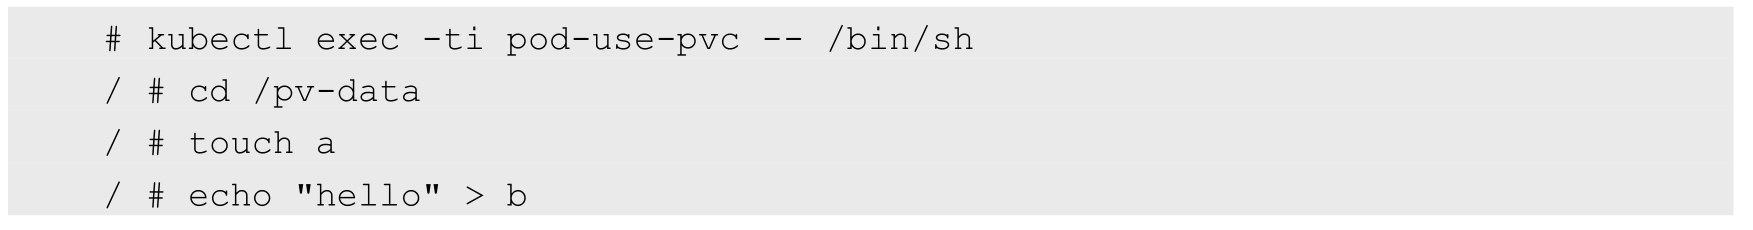 # kubectl exec -ti pod-use-pvc -- /bin/sh
/ # cd /pv-data
/ # touch a
/ # echo "hello" > b